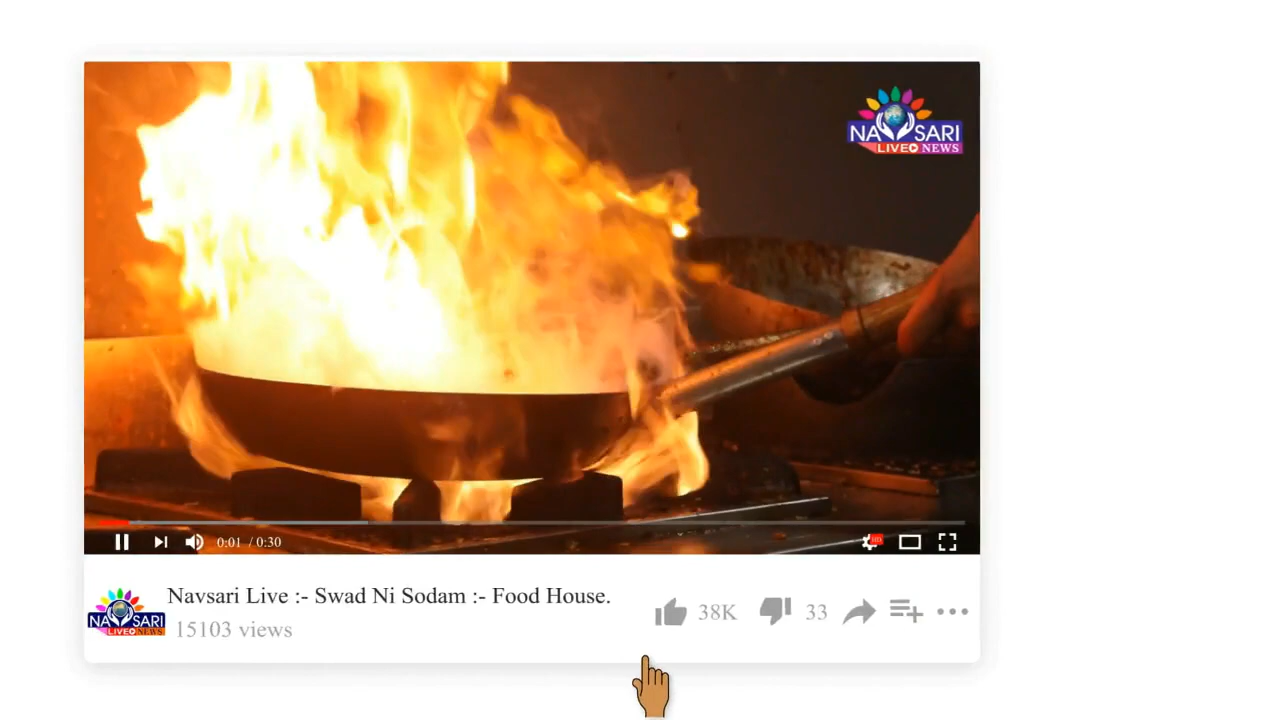 NAVSARI
LIVE NEWS
HD
0:01 / 0:30
NAVSARI
LIVE NEWS
Navsari Live :- Swad Ni Sodam :- Food House.
15103 views
38K
33